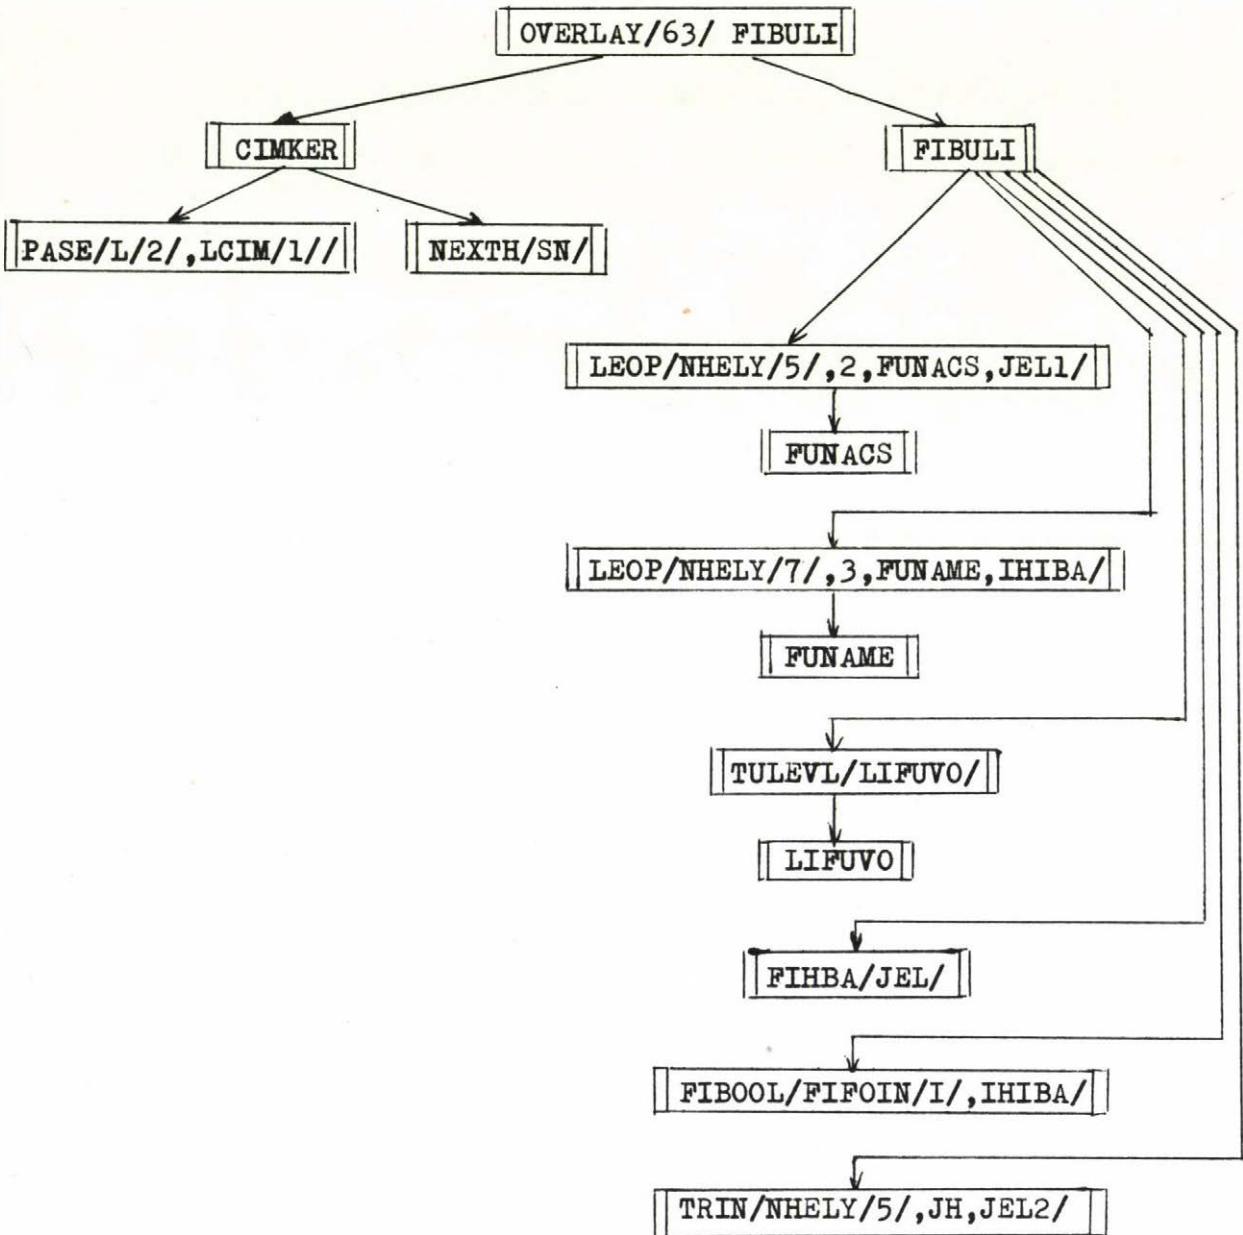 OVERLAY/63/ FIBULI
CIMKER
FIBULI
PASE/L/2/,LCIM/1//
NEXTH/SN/
LEOP/NHELY/5/,2,FUNACS,JEL1/
FUNACS
LEOP/NHELY/7/,3,FUNAME,IHIBA/
FUNAME
TULEVL/LIFUVO/
LIFUVO
FIHBA/JEL/
FIBOOL/FIFOIN/I/,IHIBA/
TRIN/NHELY/5/,JH,JEL2/